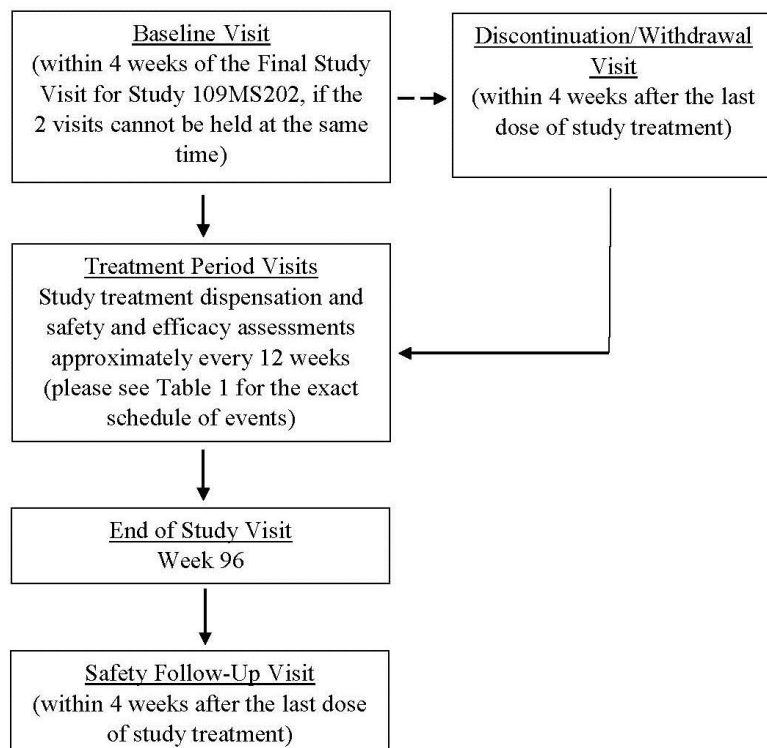 Baseline Visit
(within 4 weeks of the Final Study
Visit for Study 109MS202, if the
2 visits cannot be held at the same
time)
Discontinuation/Withdrawal
Visit
(within 4 weeks after the last
dose of study treatment)
Treatment Period Visits
Study treatment dispensation and
safety and efficacy assessments
approximately every 12 weeks
(please see Table 1 for the exact
schedule of events)
End of Study Visit
Week 96
Safety Follow-Up Visit
(within 4 weeks after the last dose
of study treatment)